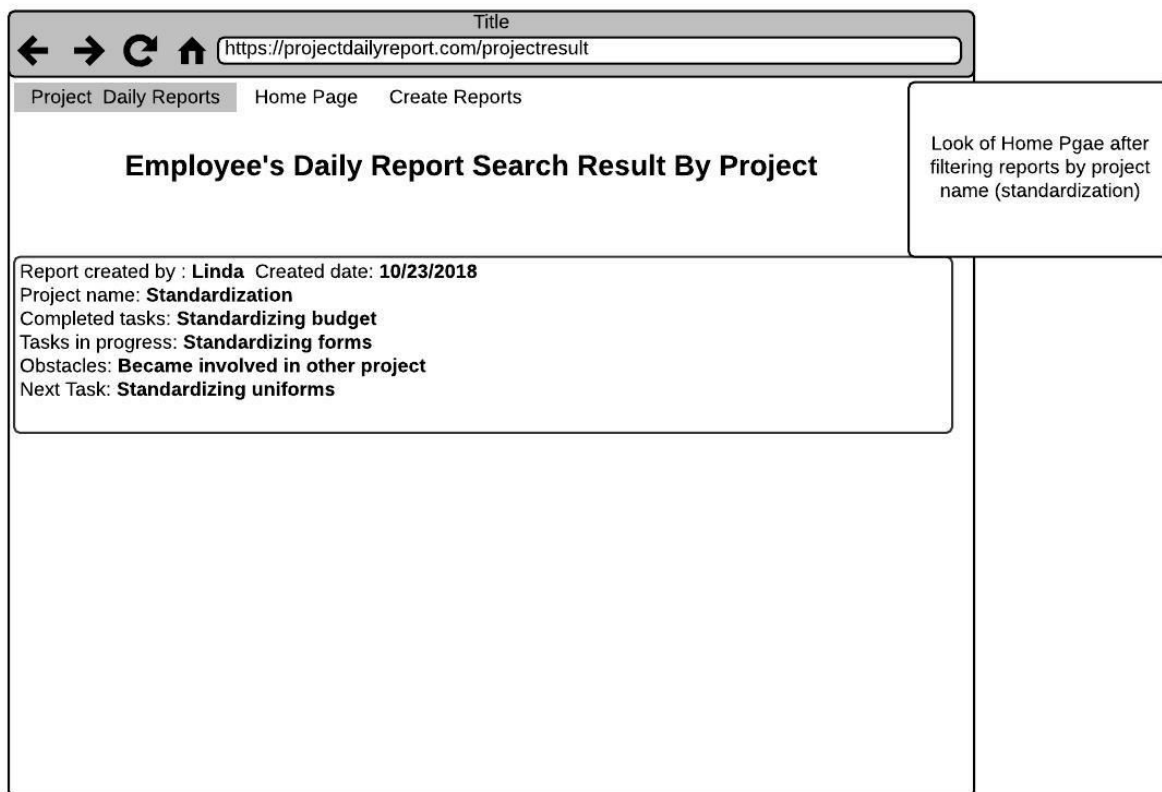 Title
https://projectdailyreport.com/projectresult
Project Daily Reports Home Page Create Reports
Employee's Daily Report Search Result By Project
Look of Home Pgae after
filtering reports by project
name (standardization)
Report created by : Linda Created date: 10/23/2018
Project name: Standardization
Completed tasks: Standardizing budget
Tasks in progress: Standardizing forms
Obstacles: Became involved in other project
Next Task: Standardizing uniforms